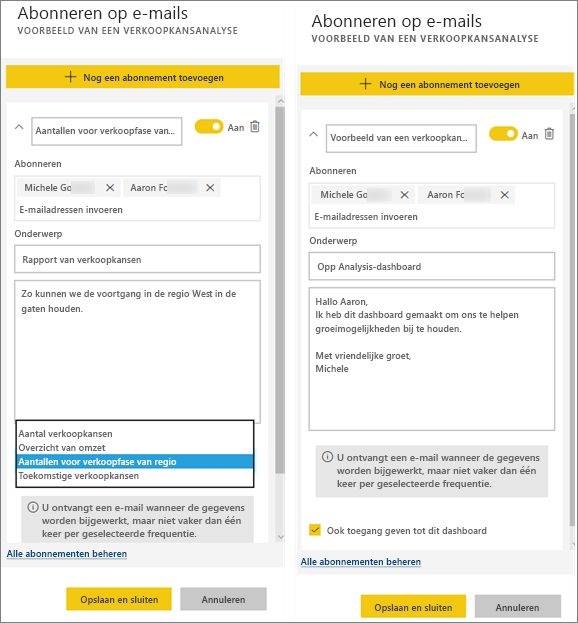 Abonneren op e-mails
VOORBEELD VAN EEN VERKOOPKANSANALYSE
Nog een abonnement toevoegen
Aantallen voor verkoopfase van...
Aan
Abonneren
Michele Go
Aaron Fo
E-mailadressen invoeren
Onderwerp
Rapport van verkoopkansen
Zo kunnen we de voortgang in de regio West in de
gaten houden.
Aantal verkoopkansen
Overzicht van omzet
Aantallen voor verkoopfase van regio
Toekomstige verkoopkansen
U ontvangt een e-mail wanneer de gegevens
worden bijgewerkt, maar niet vaker dan één
keer per geselecteerde frequentie.
Alle abonnementen beheren
Opslaan en sluiten
Annuleren
Abonneren op e-mails
VOORBEELD VAN EEN VERKOOPKANSANALYSE
Nog een abonnement toevoegen
Voorbeeld van een verkoopkan...
Aan
Abonneren
Michele Go
Aaron Fo
E-mailadressen invoeren
Onderwerp
Opp Analysis-dashboard
Hallo Aaron,
Ik heb dit dashboard gemaakt om ons te helpen
groeimogelijkheden bij te houden.
Met vriendelijke groet,
Michele
U ontvangt een e-mail wanneer de gegevens
worden bijgewerkt, maar niet vaker dan één
keer per geselecteerde frequentie.
Ook toegang geven tot dit dashboard
Alle abonnementen beheren
Opslaan en sluiten
Annuleren